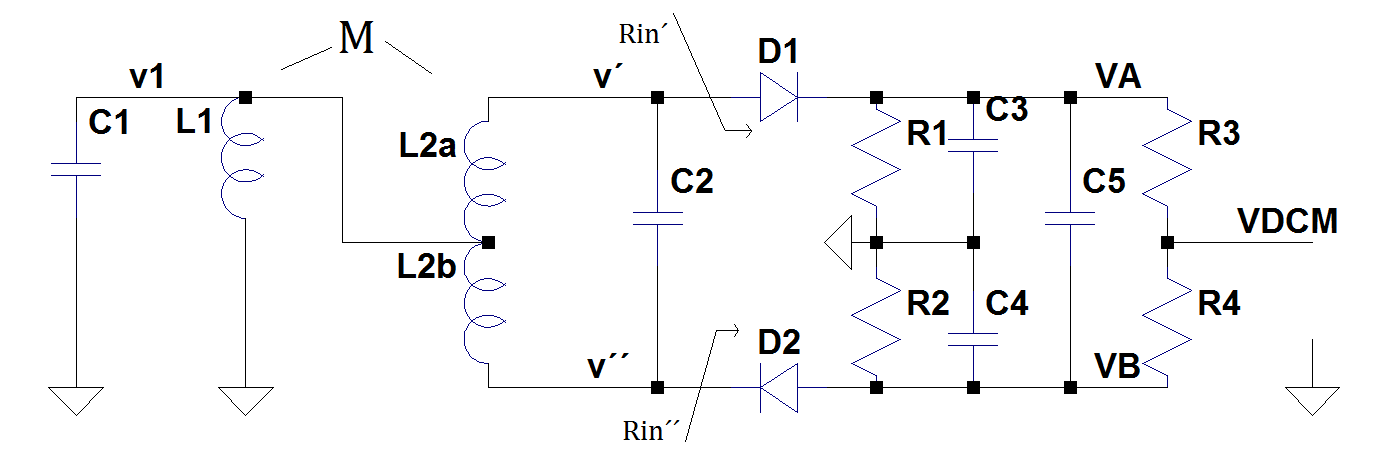 M
Rin´
D1
v1
v´
VA
C1
L1
C3
L2a
R1
R3
C2
C5
VDCM
L2b
R2
C4
R4
D2
v´´
VB
Rin´´